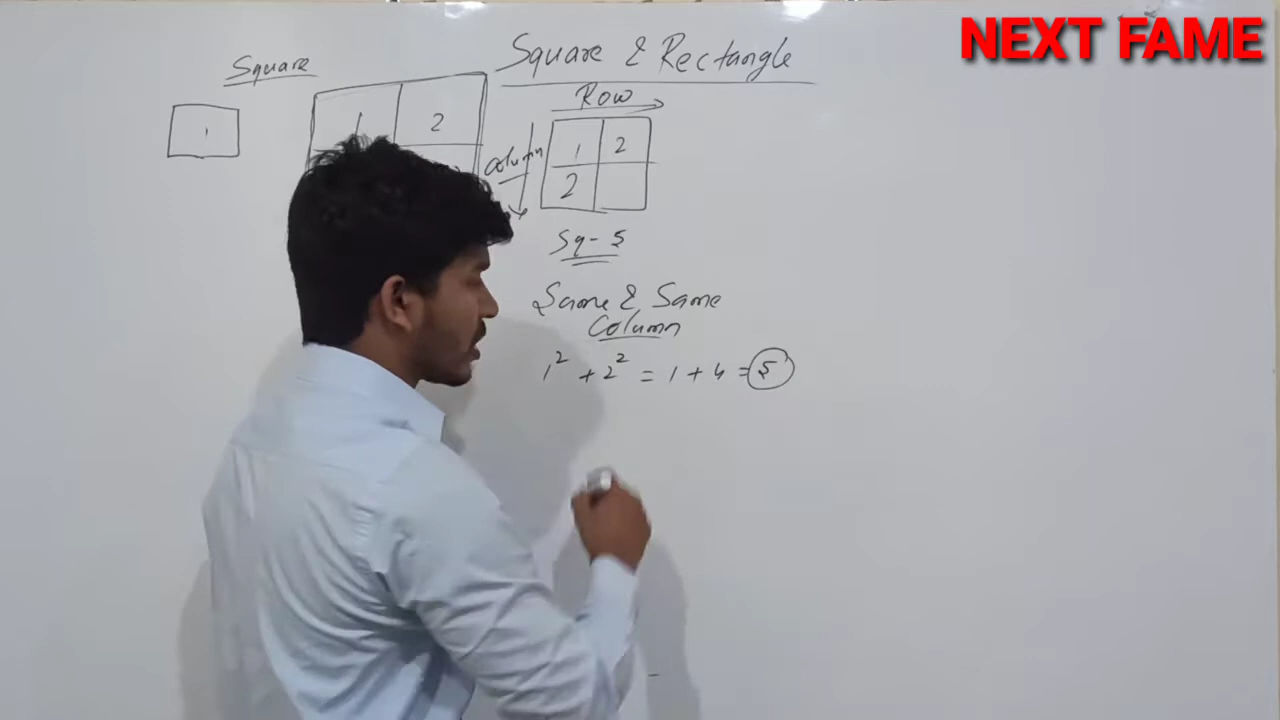 NEXT FAME
Square & Rectangle
Square
1
1 2
Row
Column
1 2
2
Sq - 5
Same & Same
Column
1² + 2² = 1 + 4 = 5